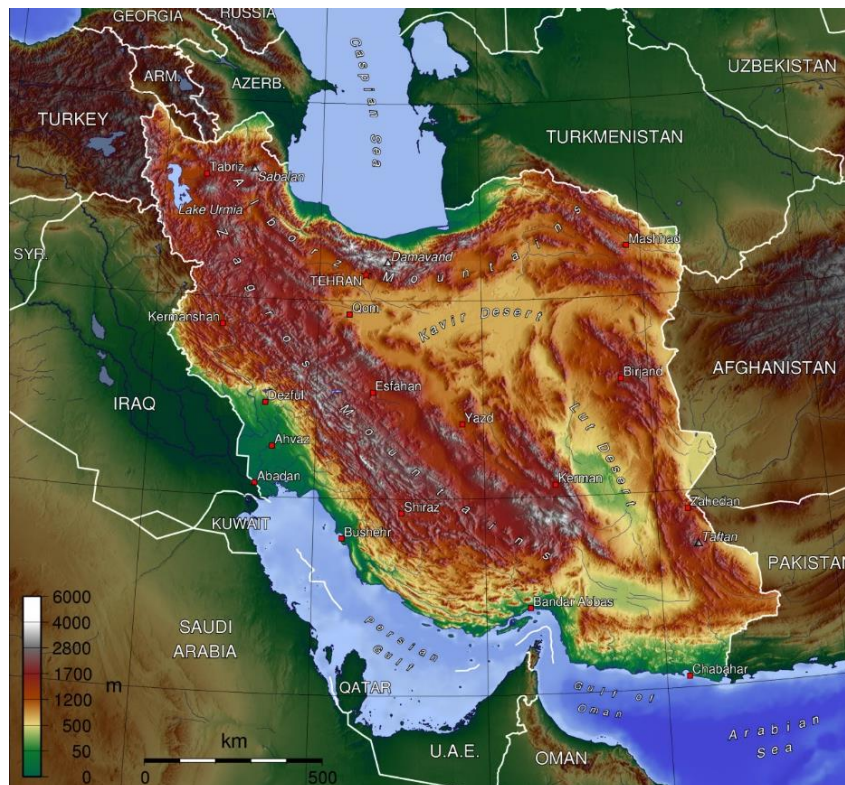 GEORGIA
RUSSIA
ARM.
AZERB.
Caspian Sea
UZBEKISTAN
TURKEY
TURKMENISTAN
Tabriz
Sabalan
Lake Urmia
Alborz Mountains
Mashhad
SYR.
Damavand
TEHRAN
Zagros Mountains
Qom
Kavir Desert
Kermanshah
Birjand
AFGHANISTAN
Esfahan
IRAQ
Dezful
Yazd
Lut Desert
Ahvaz
Abadan
Kerman
Shiraz
Zahedan
KUWAIT
Bushehr
Taftan
PAKISTAN
6000
4000
2800
1700
1200
500
50
0
m
Bandar Abbas
SAUDI
ARABIA
Persian
Gulf
Chabahar
QATAR
Gulf of
Oman
Arabian
Sea
km
0
500
U.A.E.
OMAN